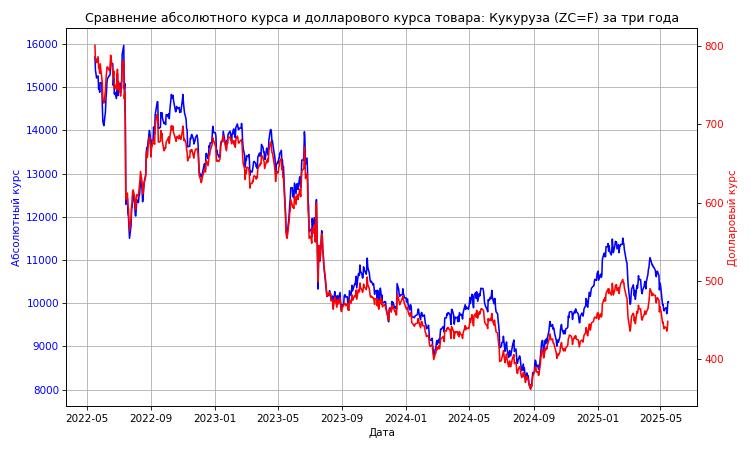 Сравнение абсолютного курса и долларового курса товара: Кукуруза (ZC=F) за три года
16000
15000
14000
13000
12000
11000
10000
9000
8000
Абсолютный курс
800
700
600
500
400
Долларовый курс
2022-05 2022-09 2023-01 2023-05 2023-09 2024-01 2024-05 2024-09 2025-01 2025-05
Дата